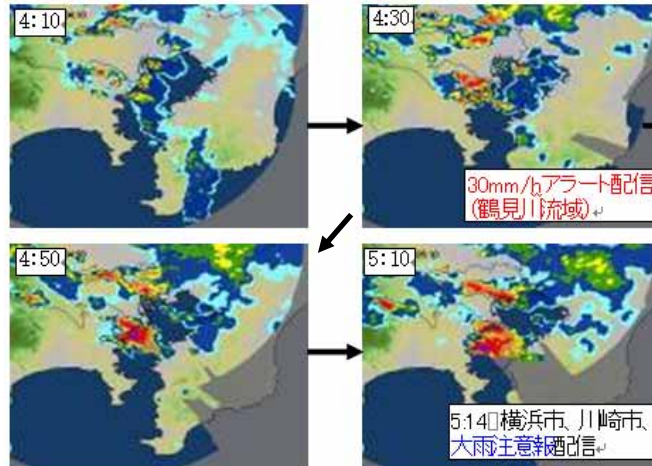 4:10
4:30
30mm/hアラート配信
(鶴見川流域)
4:50
5:10
5:14 横浜市、川崎市、
大雨注意報配信